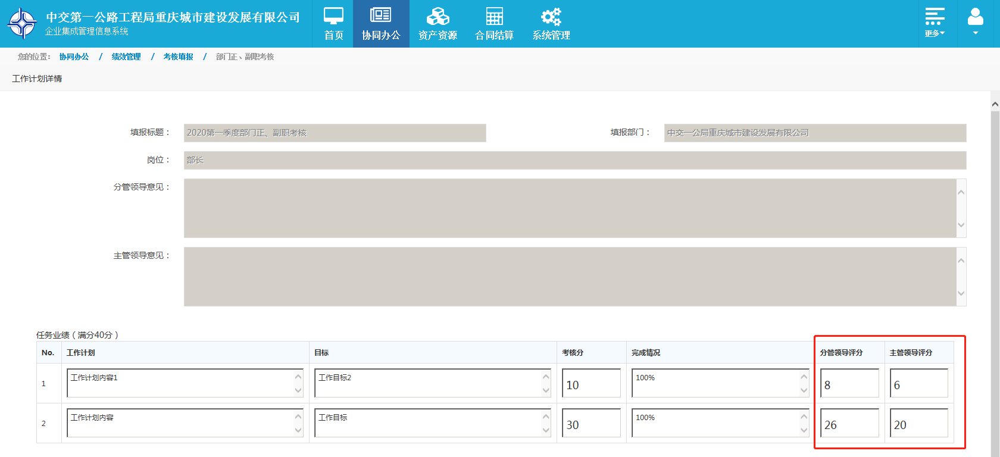 中交第一公路工程局重庆城市建设发展有限公司
企业集成管理信息系统
首页
协同办公
资产资源
合同结算
系统管理
更多
您的位置： 协同办公 / 绩效管理 / 考核填报 / 部门正、副职考核
工作计划详情
填报标题： 2020第一季度部门正、副职考核 填报部门： 中交一公局重庆城市建设发展有限公司
岗位： 部长
分管领导意见：
主管领导意见：
任务业绩（满分40分）
No. 工作计划 目标 考核分 完成情况 分管领导评分 主管领导评分
1 工作计划内容1 工作目标2 10 100% 8 6
2 工作计划内容 工作目标 30 100% 26 20